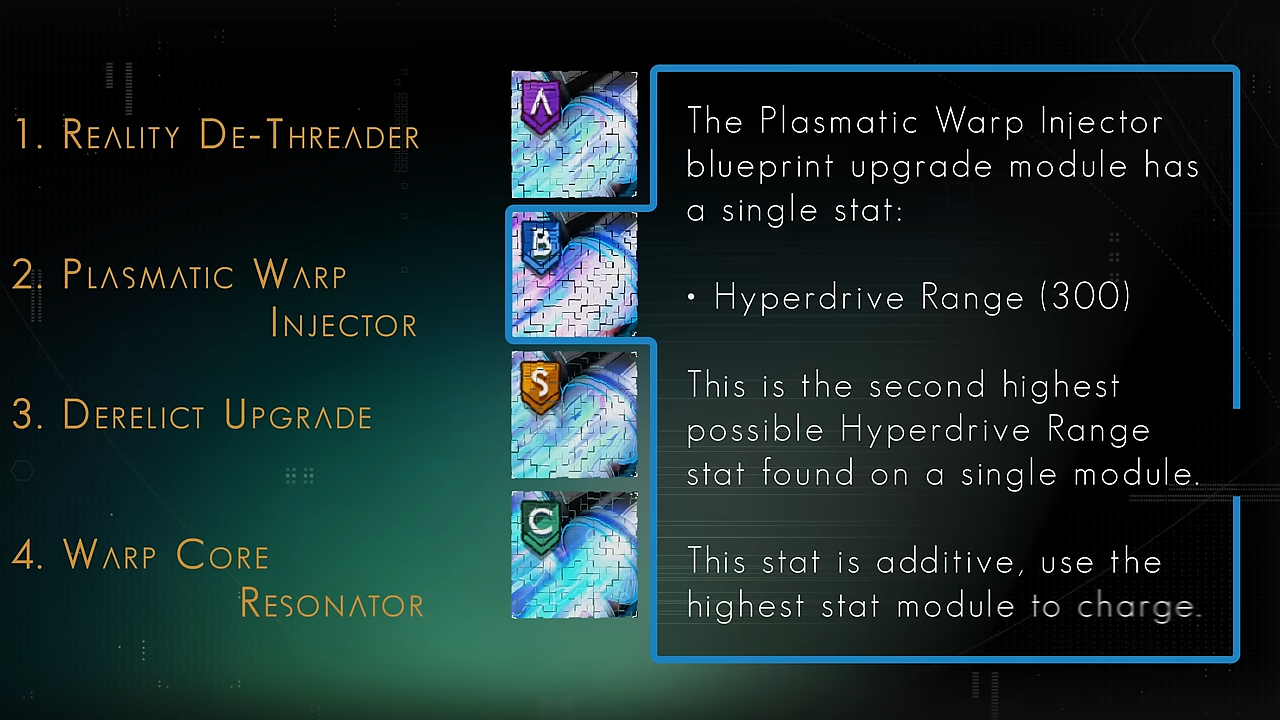 1. Reality De-Threader
2. Plasmatic Warp
Injector
3. Derelict Upgrade
4. Warp Core
Resonator
A
B
S
C
The Plasmatic Warp Injector
blueprint upgrade module has
a single stat:
• Hyperdrive Range (300)
This is the second highest
possible Hyperdrive Range
stat found on a single module.
This stat is additive, use the
highest stat module to charge.